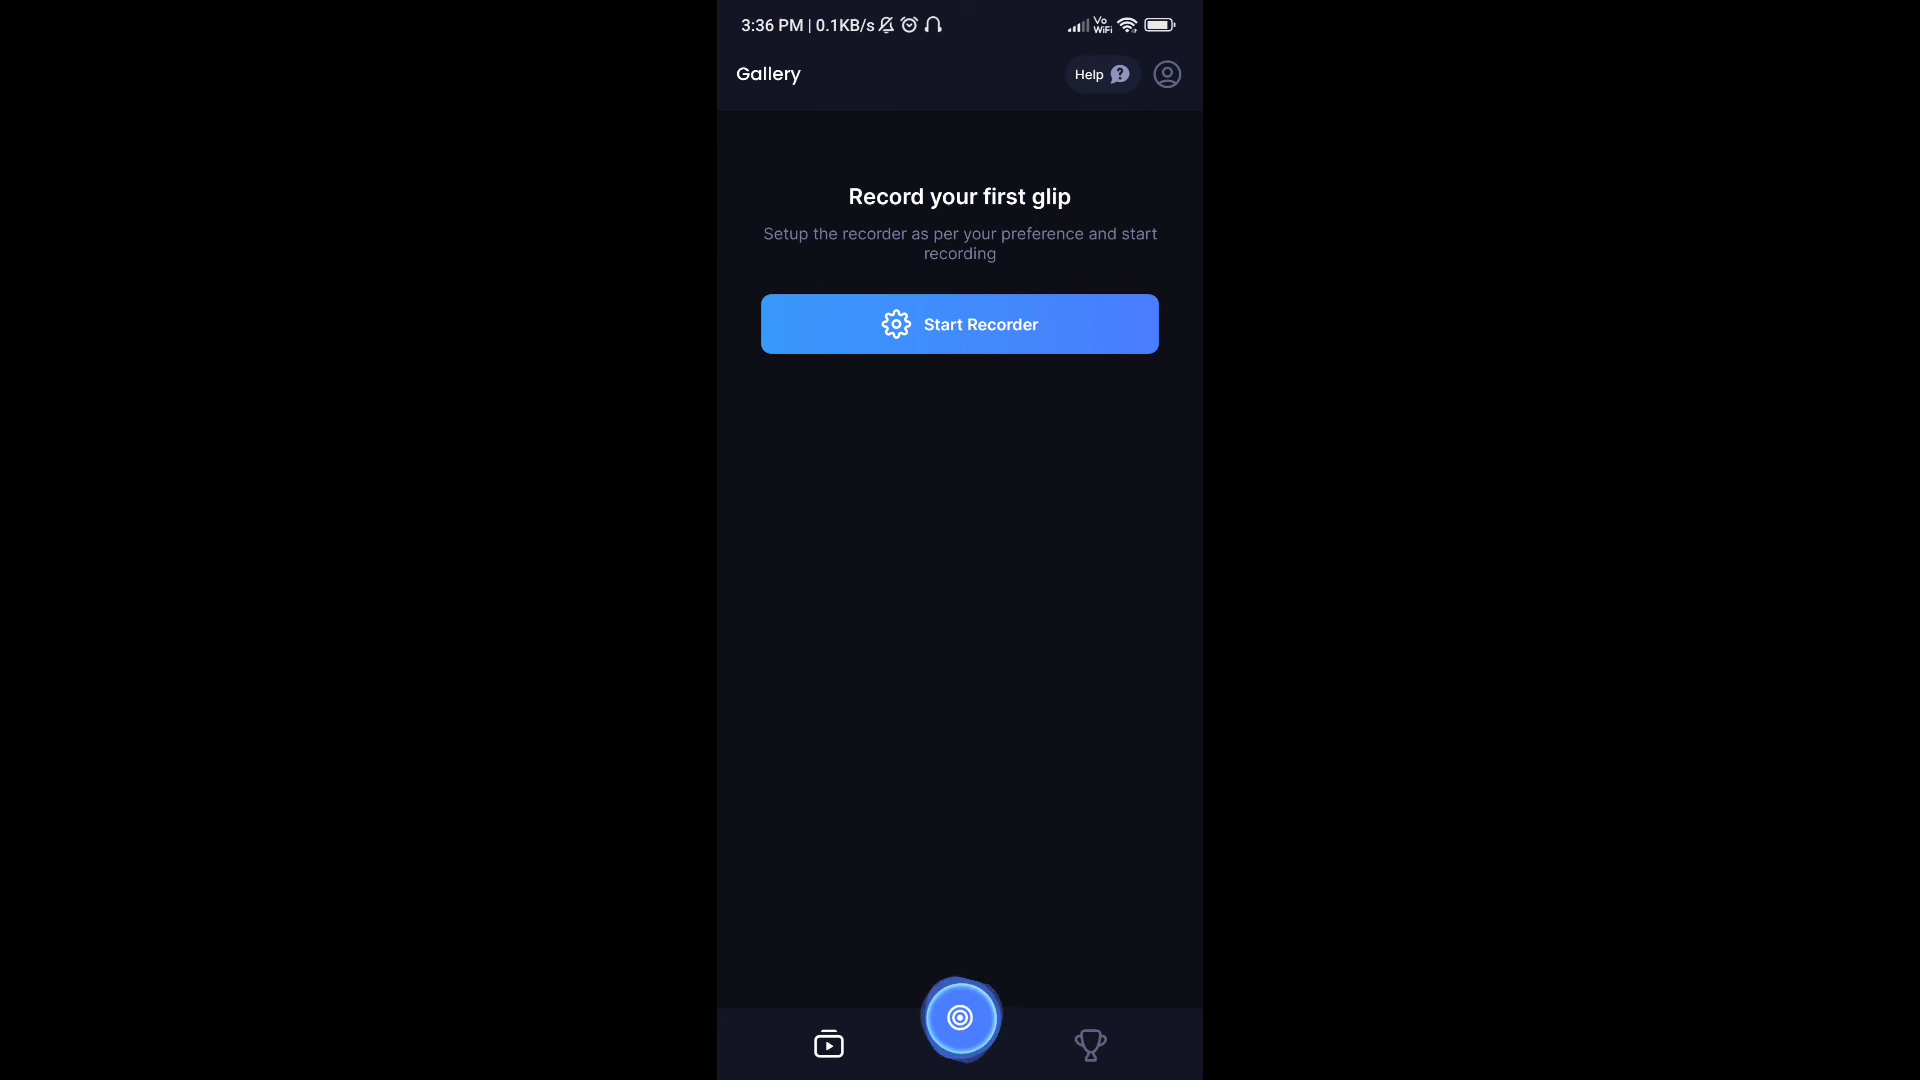 3:36 PM | 0.1KB/s Vo WiFi
Gallery
Help ?
Record your first glip
Setup the recorder as per your preference and start
recording
Start Recorder